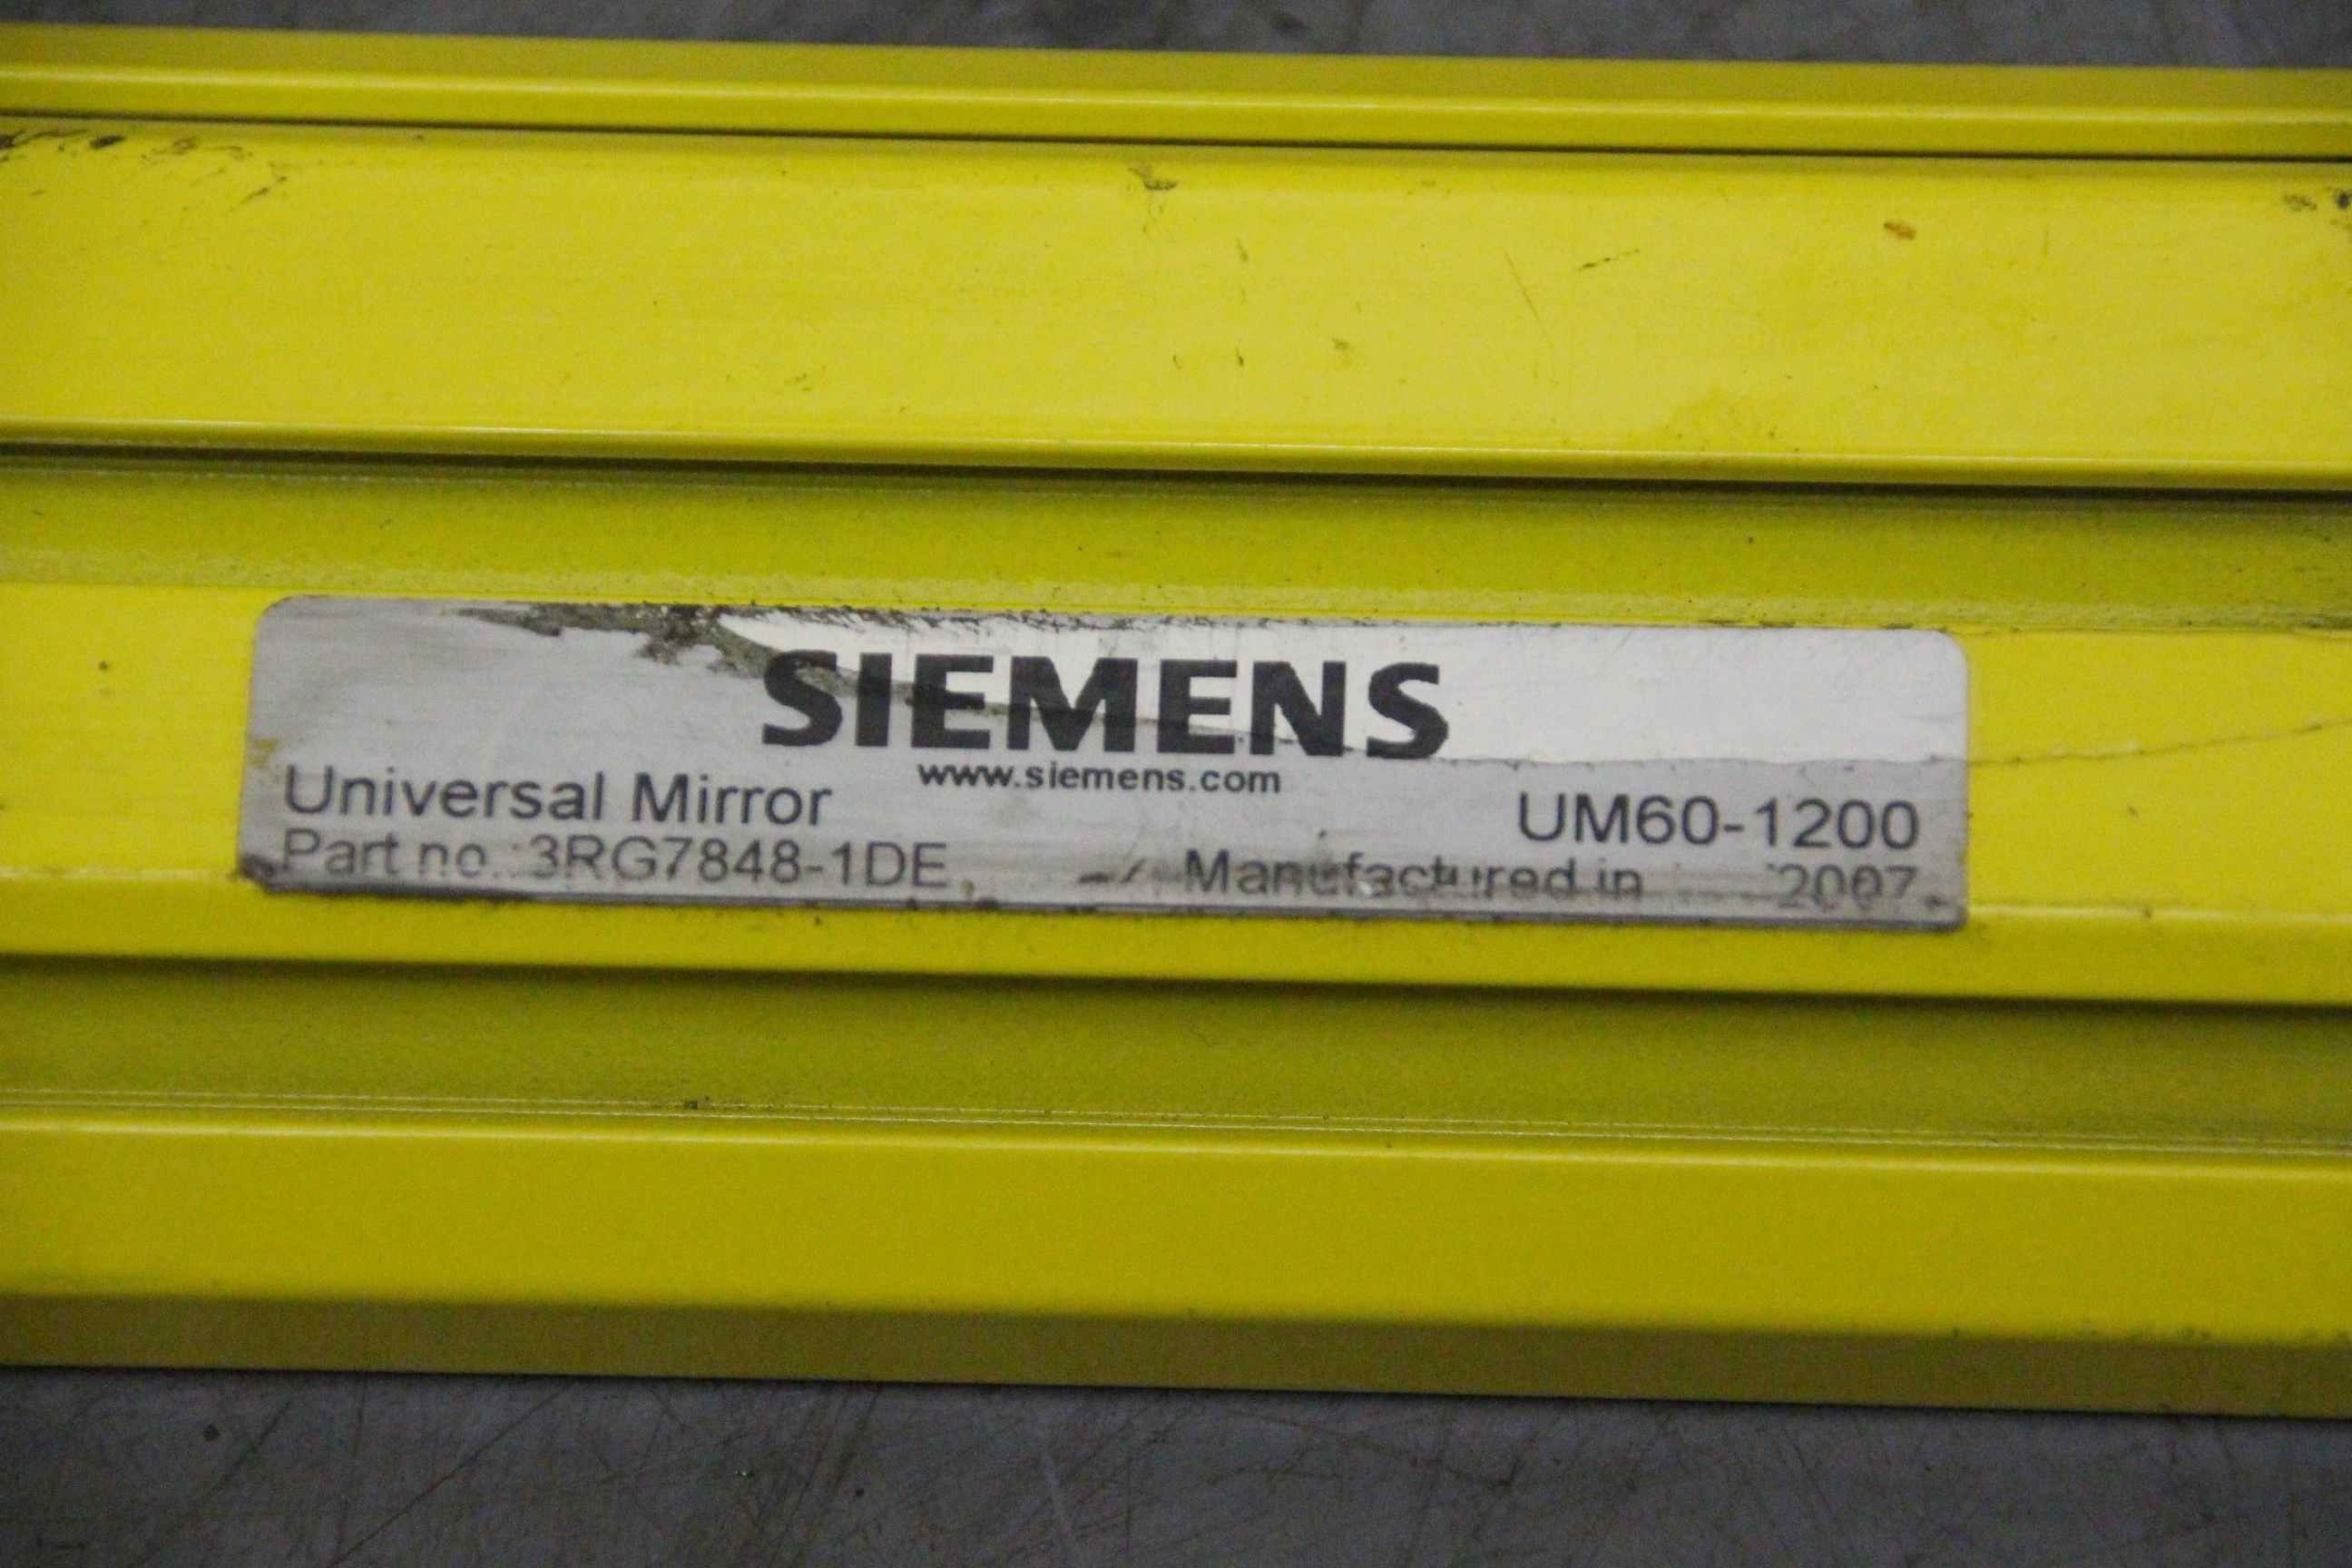 SIEMENS
www.siemens.com
Universal Mirror UM60-1200
Part no.:3RG7848-1DE Manufactured in 2007